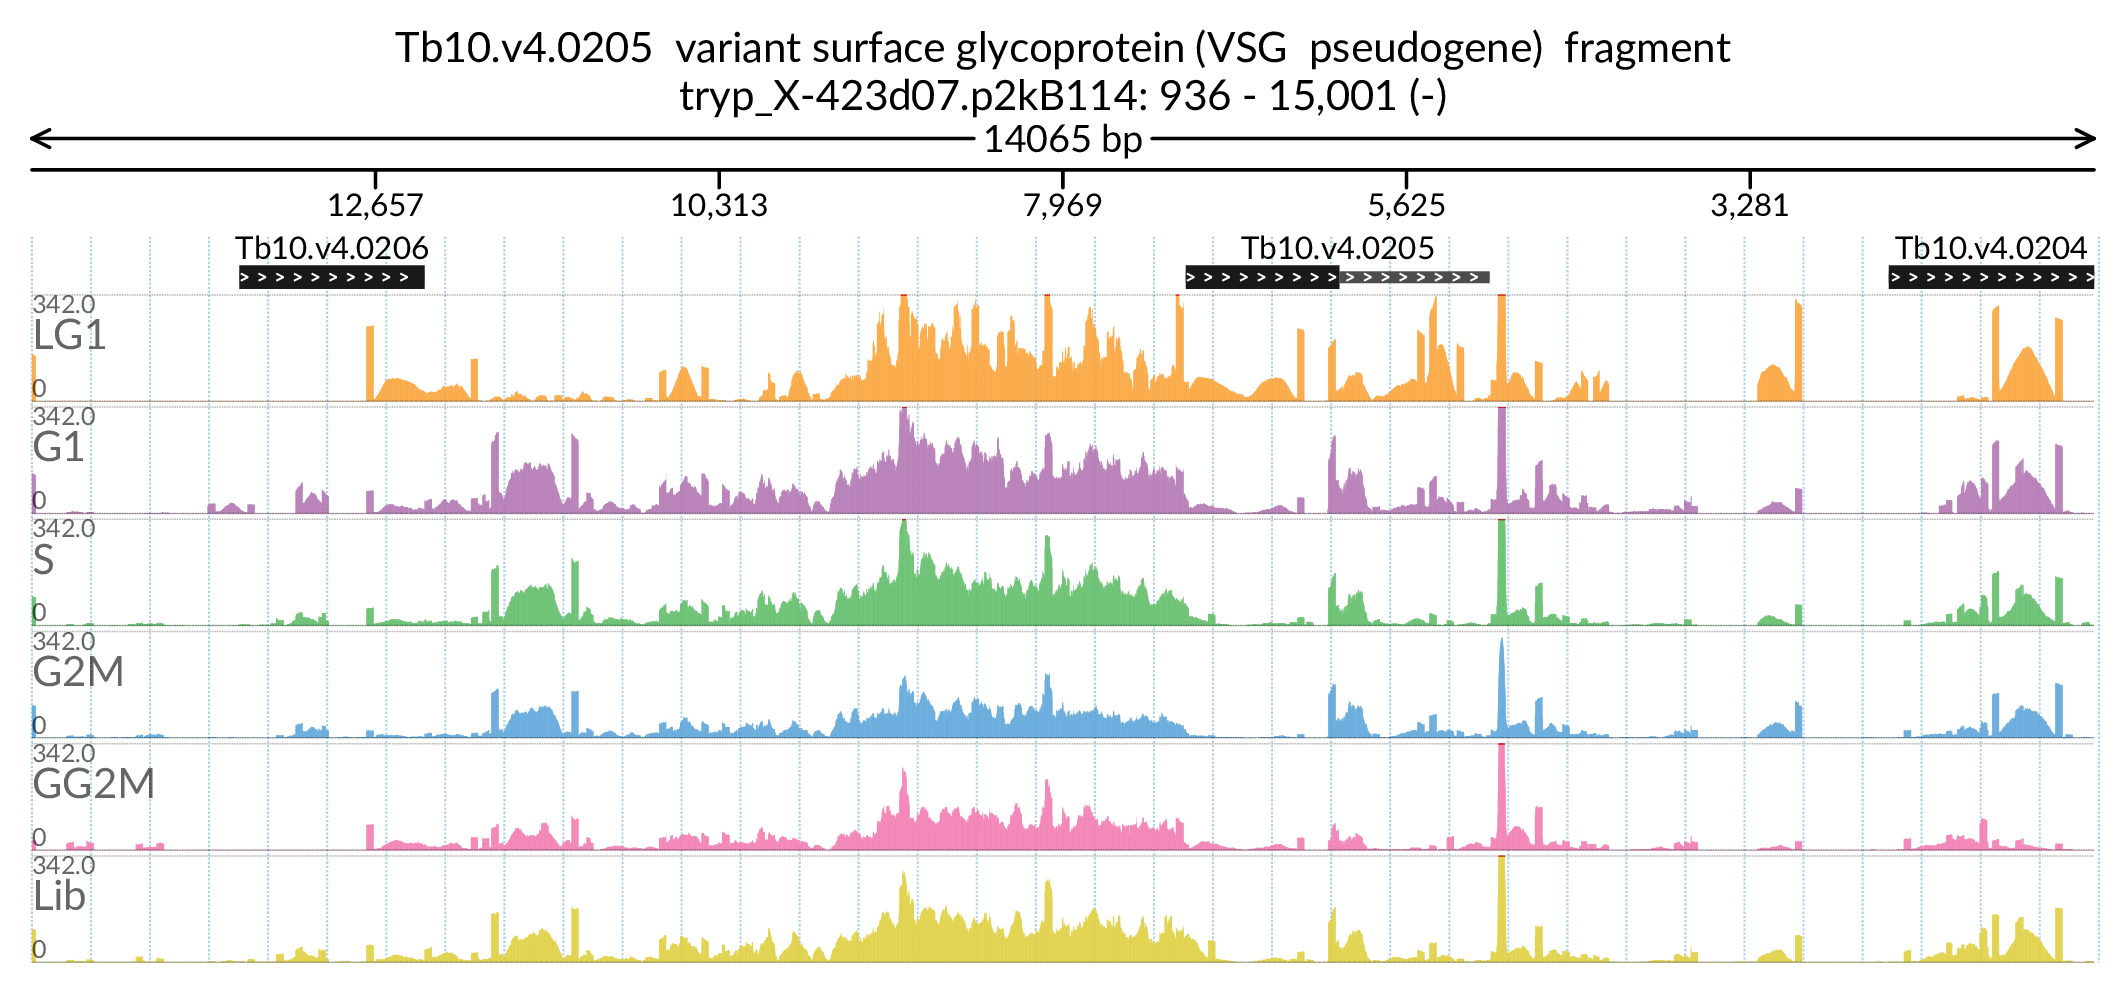 Tb10.v4.0205 variant surface glycoprotein (VSG pseudogene) fragment
tryp_X-423d07.p2kB114: 936 - 15,001 (-)
14065 bp
12,657 10,313 7,969 5,625 3,281
Tb10.v4.0206 Tb10.v4.0205 Tb10.v4.0204
342.0
LG1
0
342.0
G1
0
342.0
S
0
342.0
G2M
0
342.0
GG2M
0
342.0
Lib
0